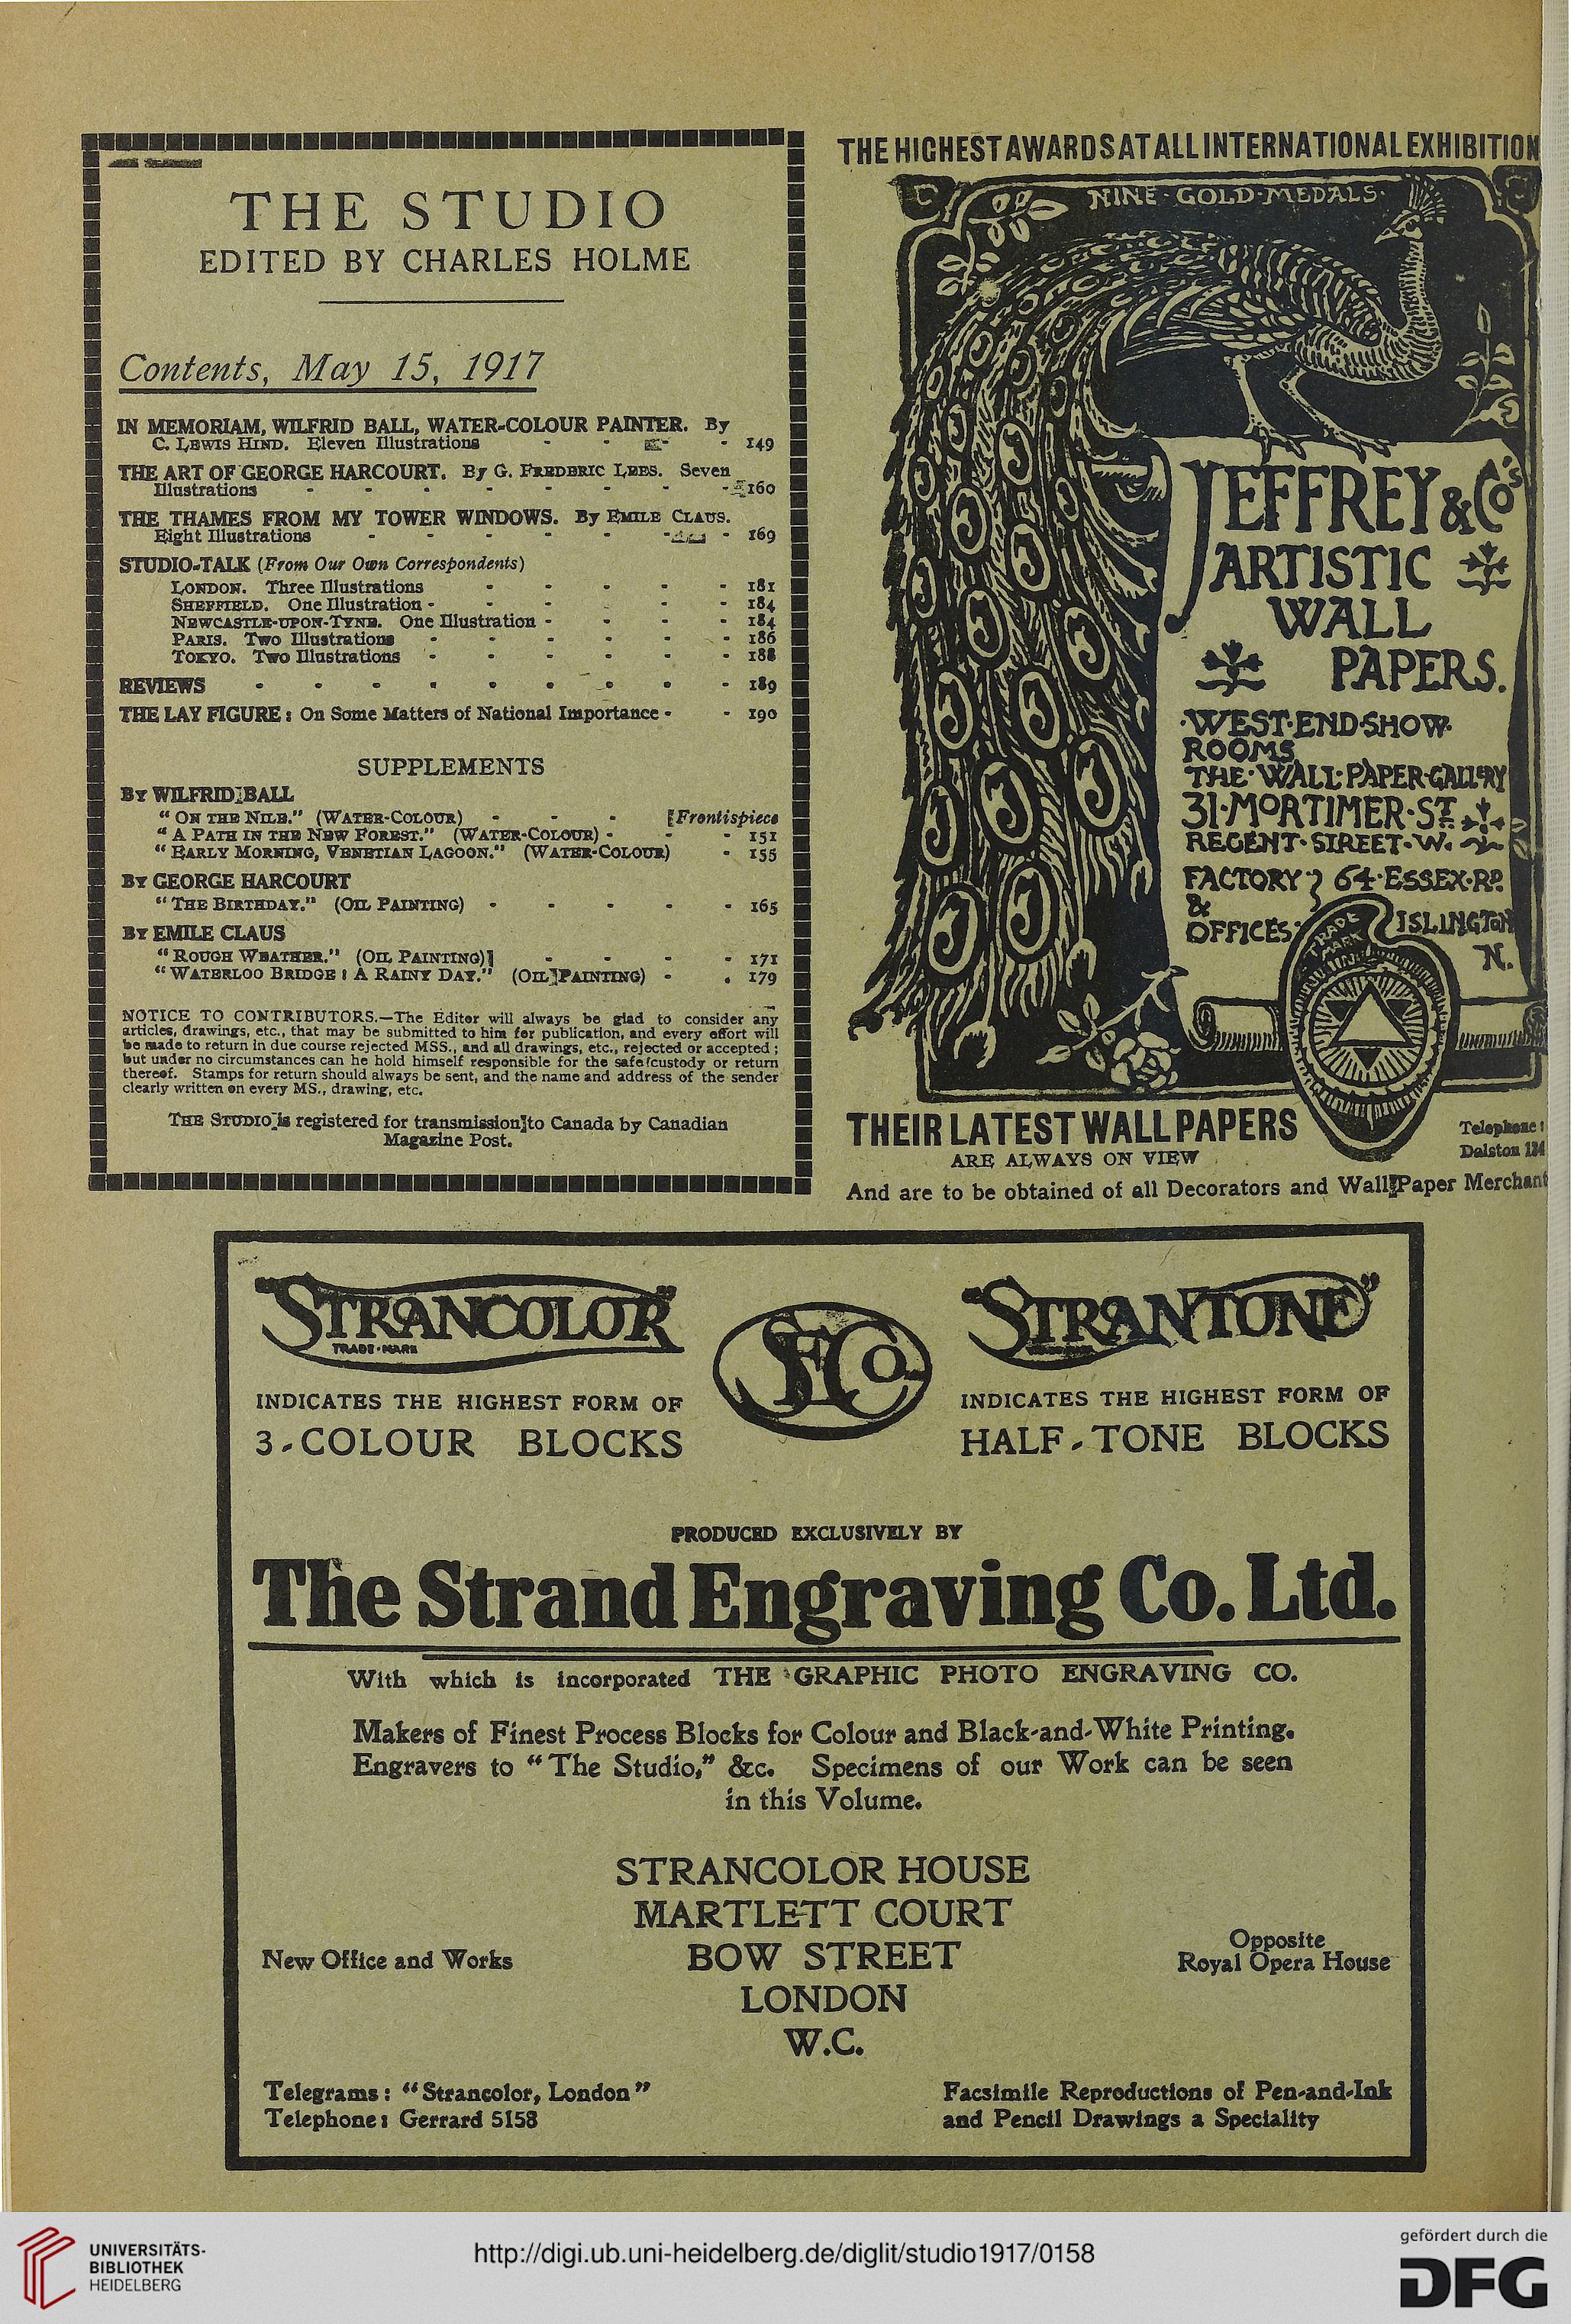 THE STUDIO
EDITED BY CHARLES HOLME
Contents, May 15, 1917
IN MEMORIAM, WILFRID BALL, WATER-COLOUR PAINTER. By
C. LEWIS HIND. Eleven Illustrations - - - 149
THE ART OF GEORGE HARCOURT. By G. FREDERIC LEES. Seven
Illustrations - - - - - - - - 160
THE THAMES FROM MY TOWER WINDOWS. By EMILE CLAUS.
Eight Illustrations - - - - - - - 169
STUDIO-TALK (From Our Own Correspondents)
LONDON. Three Illustrations - - - - - 181
SHEFFIELD. One Illustration - - - - - 184
NEWCASTLE-UPON-TYNE. One Illustration - - - - 184
PARIS. Two Illustrations - - - - - - 186
TOKYO. Two Illustrations - - - - - - 188
REVIEWS - - - - - - - - - 189
THE LAY FIGURE: On Some Matters of National Importance - - 190
SUPPLEMENTS
BY WILFRID BALL
"ON THE NILE." (WATER-COLOUR) - - - Frontispiece
"A PATH IN THE NEW FOREST." (WATER-COLOUR) - - - 151
"EARLY MORNING, VENETIAN LAGOON." (WATER-COLOUR) - 155
BY GEORGE HARCOURT
"THE BIRTHDAY." (OIL PAINTING) - - - - - 165
BY EMILE CLAUS
"ROUGH WEATHER." (OIL PAINTING) - - - - 171
"WATERLOO BRIDGE: A RAINY DAY." (OIL PAINTING) - - 179
NOTICE TO CONTRIBUTORS.—The Editor will always be glad to consider any
articles, drawings, etc., that may be submitted to him for publication, and every effort will
be made to return in due course rejected MSS., and all drawings, etc., rejected or accepted;
but under no circumstances can he hold himself responsible for the safe custody or return
thereof. Stamps for return should always be sent, and the name and address of the sender
clearly written on every MS., drawing, etc.
THE STUDIO is registered for transmission to Canada by Canadian
Magazine Post.
THE HIGHEST AWARDS AT ALL INTERNATIONAL EXHIBITION
NINE·GOLD·MEDALS·
JEFFREY & Co's
ARTISTIC
WALL
PAPERS.
·WEST·END·SHOW·
ROOMS
THE·WALL·PAPER·GALLERY
31·MORTIMER·ST.
REGENT·STREET·W.
FACTORY } 64·ESSEX·RD.
&
OFFICES· ISLINGTON
N.
TRADE
MARK
THEIR LATEST WALL PAPERS
ARE ALWAYS ON VIEW
Telephone:
Dalston
And are to be obtained of all Decorators and Wall Paper Merchant
"STRANCOLOR"
TRADE·MARK
INDICATES THE HIGHEST FORM OF
3-COLOUR BLOCKS
SECo
"STRANTONE"
INDICATES THE HIGHEST FORM OF
HALF-TONE BLOCKS
PRODUCED EXCLUSIVELY BY
The Strand Engraving Co. Ltd.
With which is incorporated THE GRAPHIC PHOTO ENGRAVING CO.
Makers of Finest Process Blocks for Colour and Black-and-White Printing.
Engravers to "The Studio," &c. Specimens of our Work can be seen
in this Volume.
STRANCOLOR HOUSE
MARTLETT COURT
New Office and Works BOW STREET Opposite
Royal Opera House
LONDON
W.C.
Telegrams: "Strancolor, London"
Telephone: Gerrard 5158
Facsimile Reproductions of Pen-and-Ink
and Pencil Drawings a Speciality
UNIVERSITÄTS-
BIBLIOTHEK
HEIDELBERG
http://digi.ub.uni-heidelberg.de/diglit/studio1917/0158
gefördert durch die
DFG